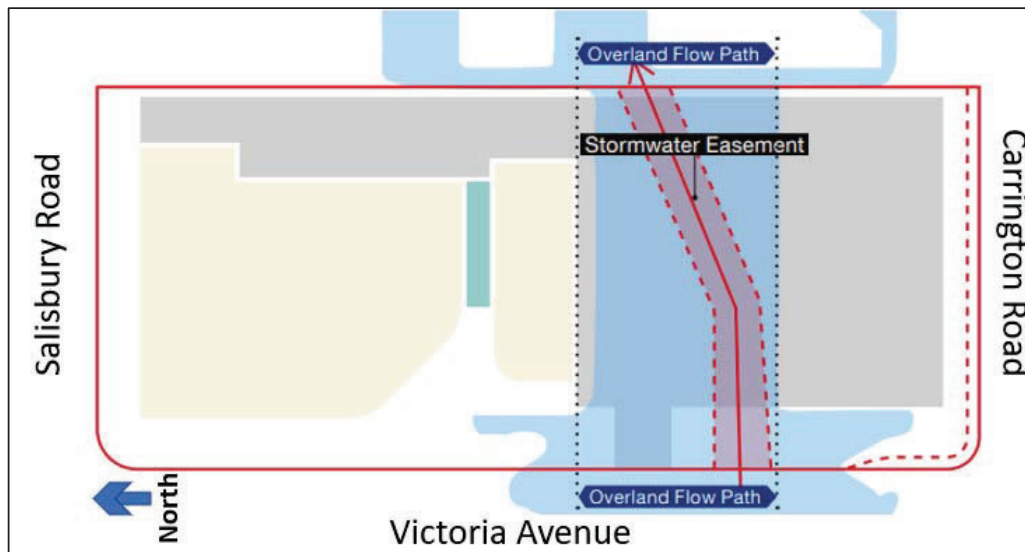 Overland Flow Path
Stormwater Easement
Salisbury Road
Carrington Road
Overland Flow Path
North
Victoria Avenue